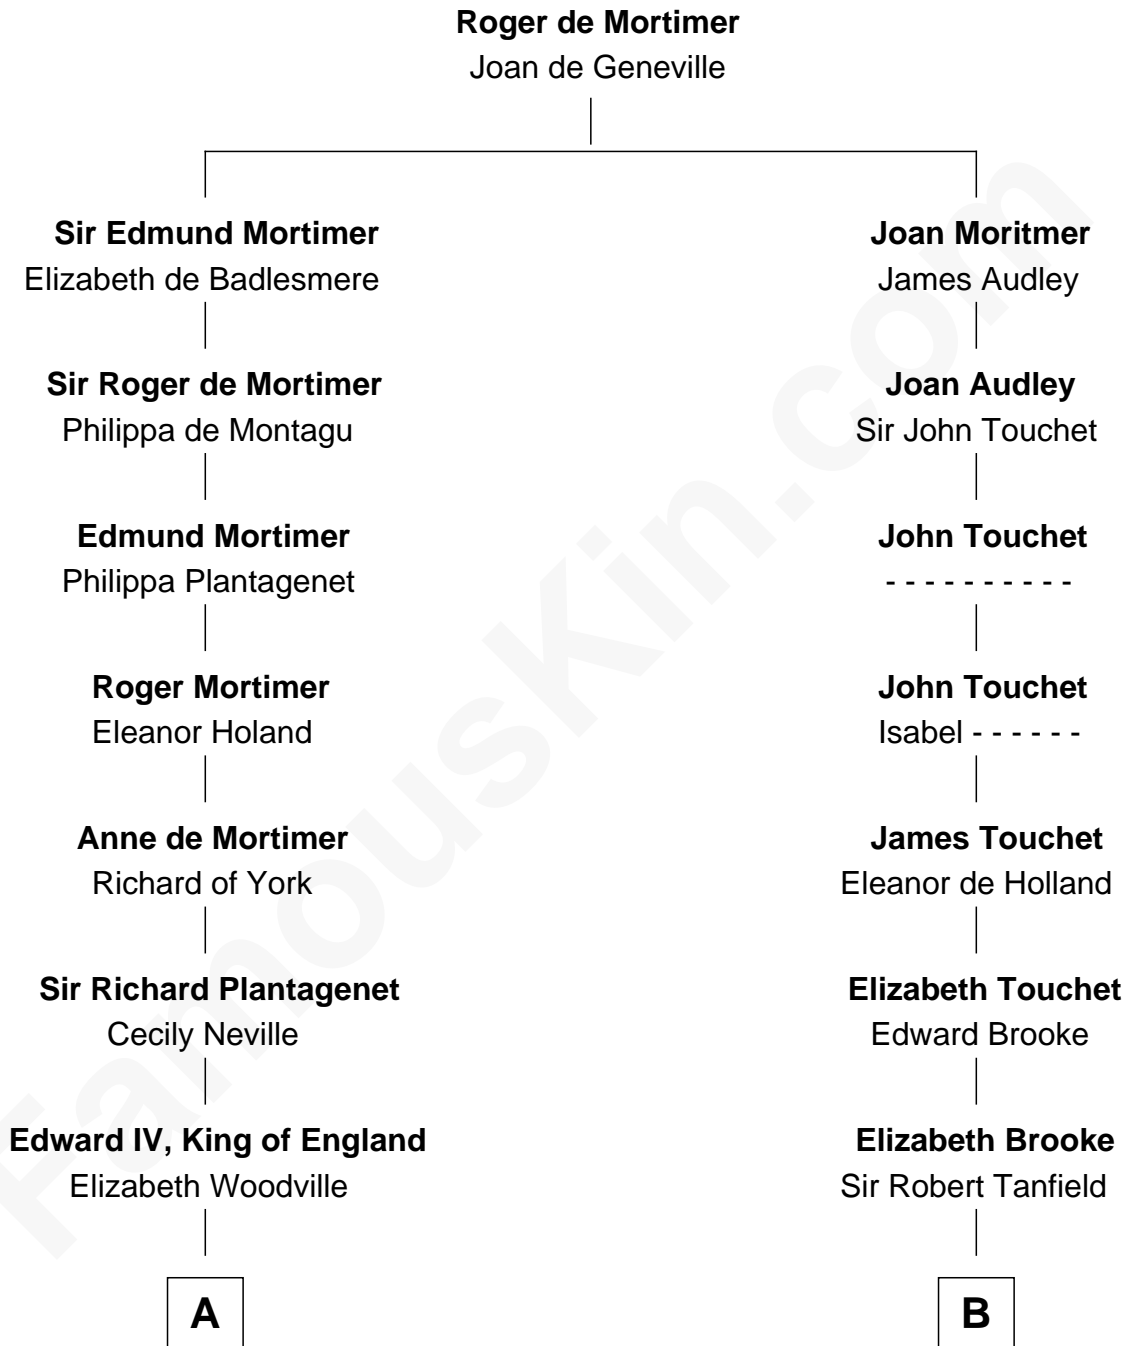 Roger de Mortimer
Joan de Geneville
Sir Edmund Mortimer
Elizabeth de Badlesmere
Joan Moritmer
James Audley
Sir Roger de Mortimer
Philippa de Montagu
Joan Audley
Sir John Touchet
Edmund Mortimer
Philippa Plantagenet
John Touchet
- - - - - - - - - -
Roger Mortimer
Eleanor Holand
John Touchet
Isabel - - - - - -
Anne de Mortimer
Richard of York
James Touchet
Eleanor de Holland
Sir Richard Plantagenet
Cecily Neville
Elizabeth Touchet
Edward Brooke
Edward IV, King of England
Elizabeth Woodville
Elizabeth Brooke
Sir Robert Tanfield
A
B
FamousKin.com